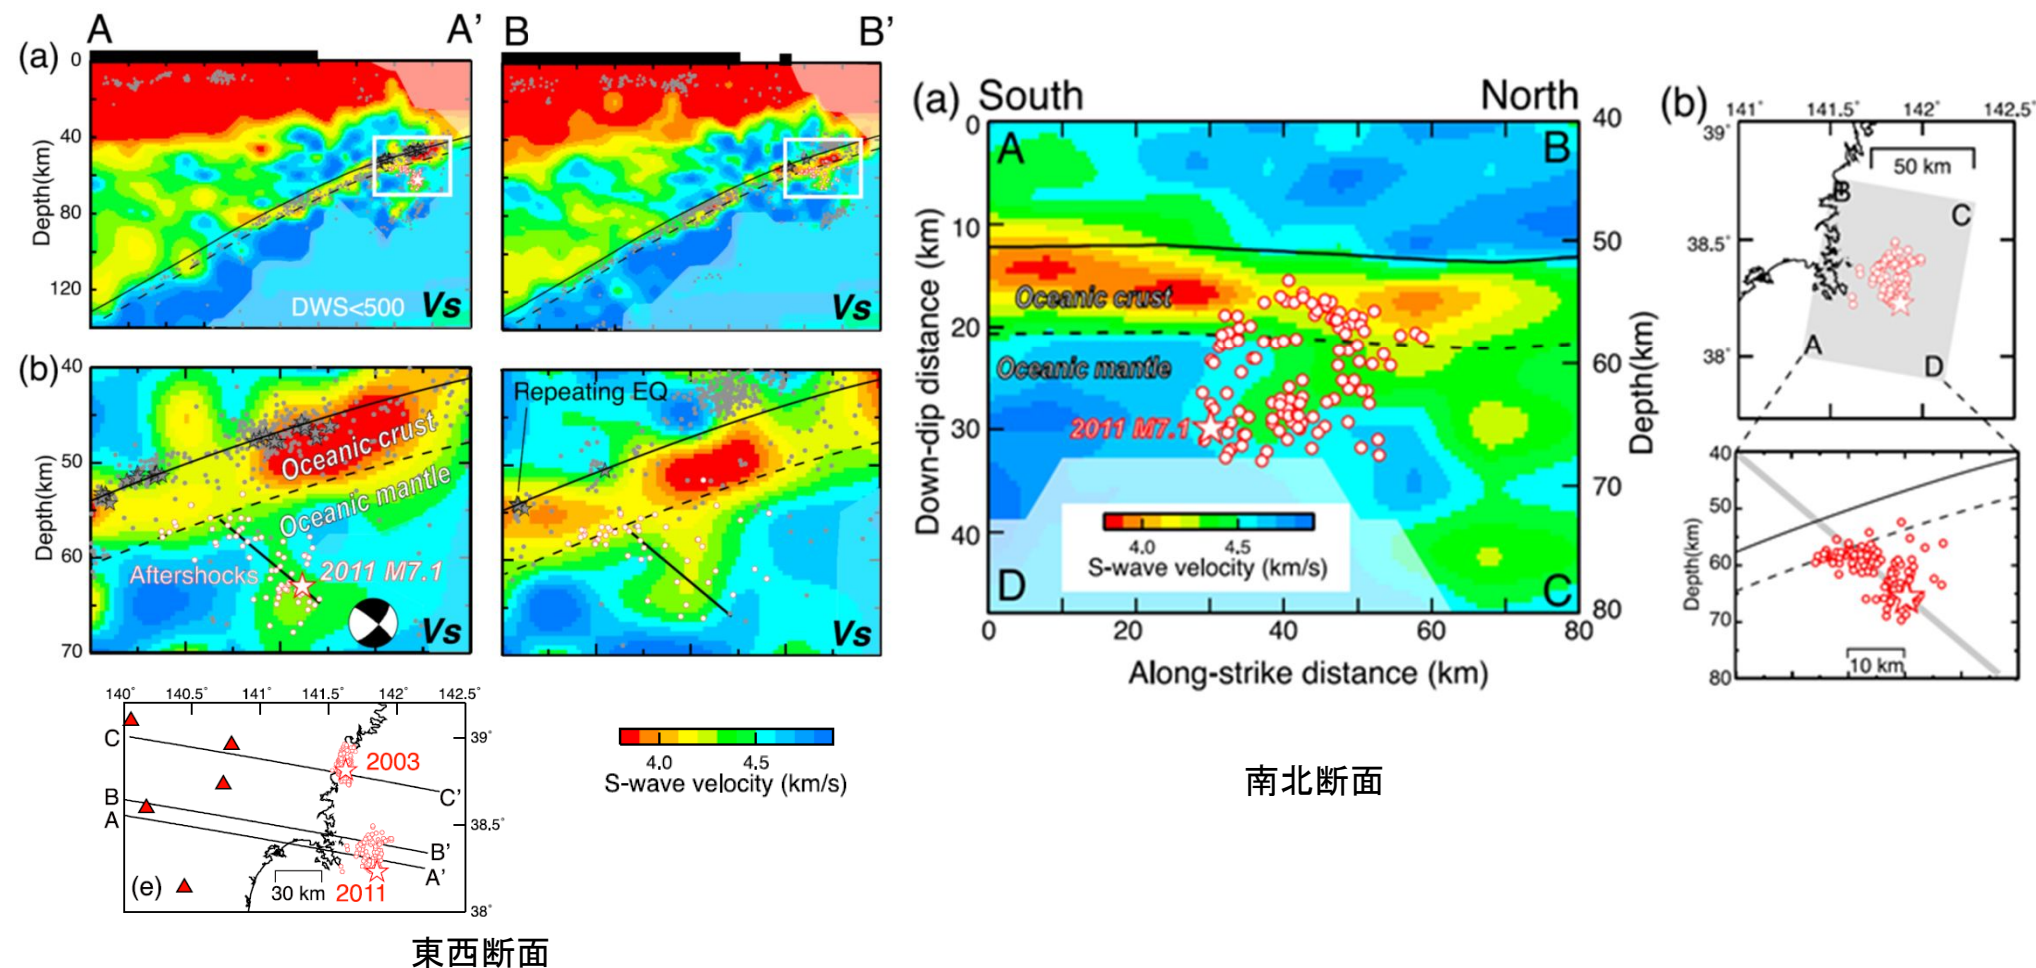 A A’ B B’
(a)
0
40
80
120
Depth(km)
DWS<500 Vs
Vs
(b)
40
50
60
70
Depth(km)
Oceanic crust
Oceanic mantle
Aftershocks
2011 M7.1
Vs
Repeating EQ
Vs
140° 140.5° 141° 141.5° 142° 142.5°
C
B
A
2003
C’
B’
A’
2011
30 km
(e)
39°
38.5°
38°
4.0 4.5
S-wave velocity (km/s)
東西断面
(a) South North
A B
0
10
20
30
40
Down-dip distance (km)
40
50
60
70
80
Depth(km)
Oceanic crust
Oceanic mantle
2011 M7.1
4.0 4.5
S-wave velocity (km/s)
D C
0 20 40 60 80
Along-strike distance (km)
南北断面
(b)
141° 141.5° 142° 142.5°
39°
38.5°
38°
50 km
B
C
A
D
40
50
60
70
80
Depth(km)
10 km